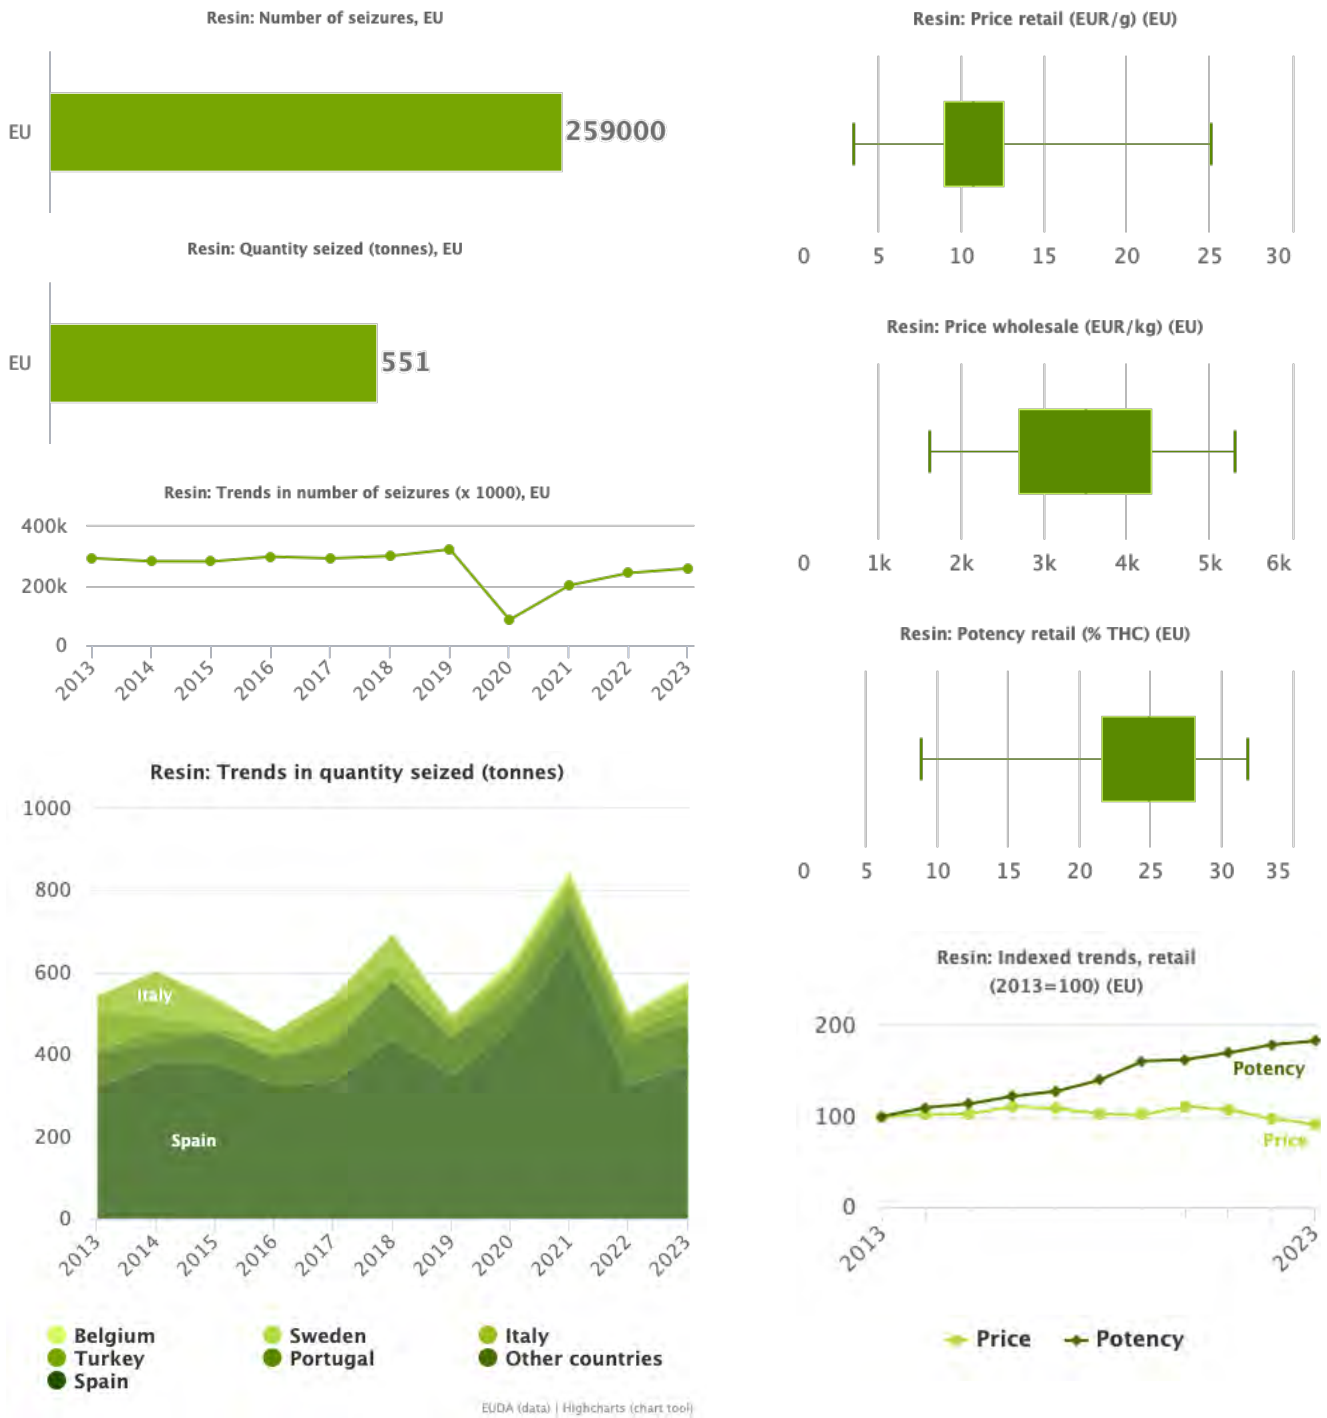 Resin: Number of seizures, EU
EU
259000
Resin: Quantity seized (tonnes), EU
EU
551
Resin: Trends in number of seizures (x 1000), EU
400k
200k
0
2013 2014 2015 2016 2017 2018 2019 2020 2021 2022 2023
Resin: Trends in quantity seized (tonnes)
1000
800
600
400
200
0
Italy
Spain
2013 2014 2015 2016 2017 2018 2019 2020 2021 2022 2023
Belgium Sweden Italy
Turkey Portugal Other countries
Spain
EUDA (data) | Highcharts (chart tool)
Resin: Price retail (EUR/g) (EU)
0 5 10 15 20 25 30
Resin: Price wholesale (EUR/kg) (EU)
0 1k 2k 3k 4k 5k 6k
Resin: Potency retail (% THC) (EU)
0 5 10 15 20 25 30 35
Resin: Indexed trends, retail
(2013=100) (EU)
200
100
0
Potency
Price
2013 2023
Price Potency